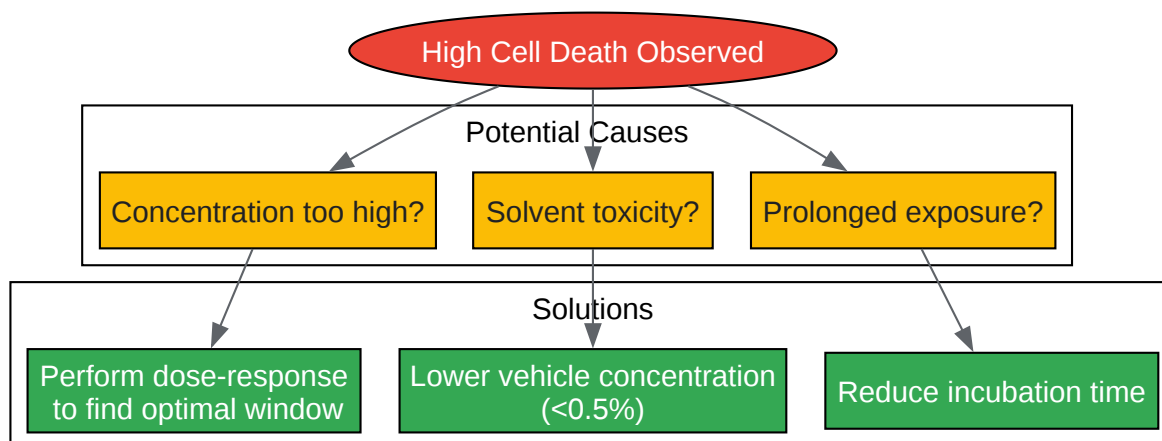 High Cell Death Observed
Potential Causes
Concentration too high?
Solvent toxicity?
Prolonged exposure?
Solutions
Perform dose-response
to find optimal window
Lower vehicle concentration
(<0.5%)
Reduce incubation time